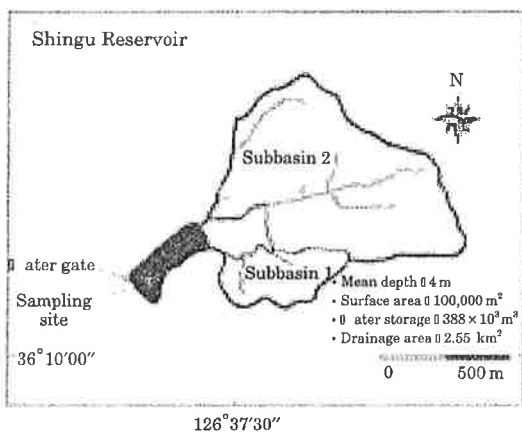 Shingu Reservoir
N
Subbasin 2
ater gate
Subbasin 1
Sampling
site
• Mean depth 4 m
• Surface area 100,000 m²
• ater storage 388 × 10³ m³
• Drainage area 2.55 km²
36°10′00″
0 500 m
126°37′30″